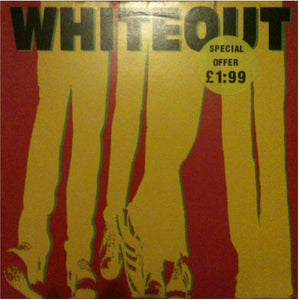 WHITEOUT
SPECIAL
OFFER
£1:99